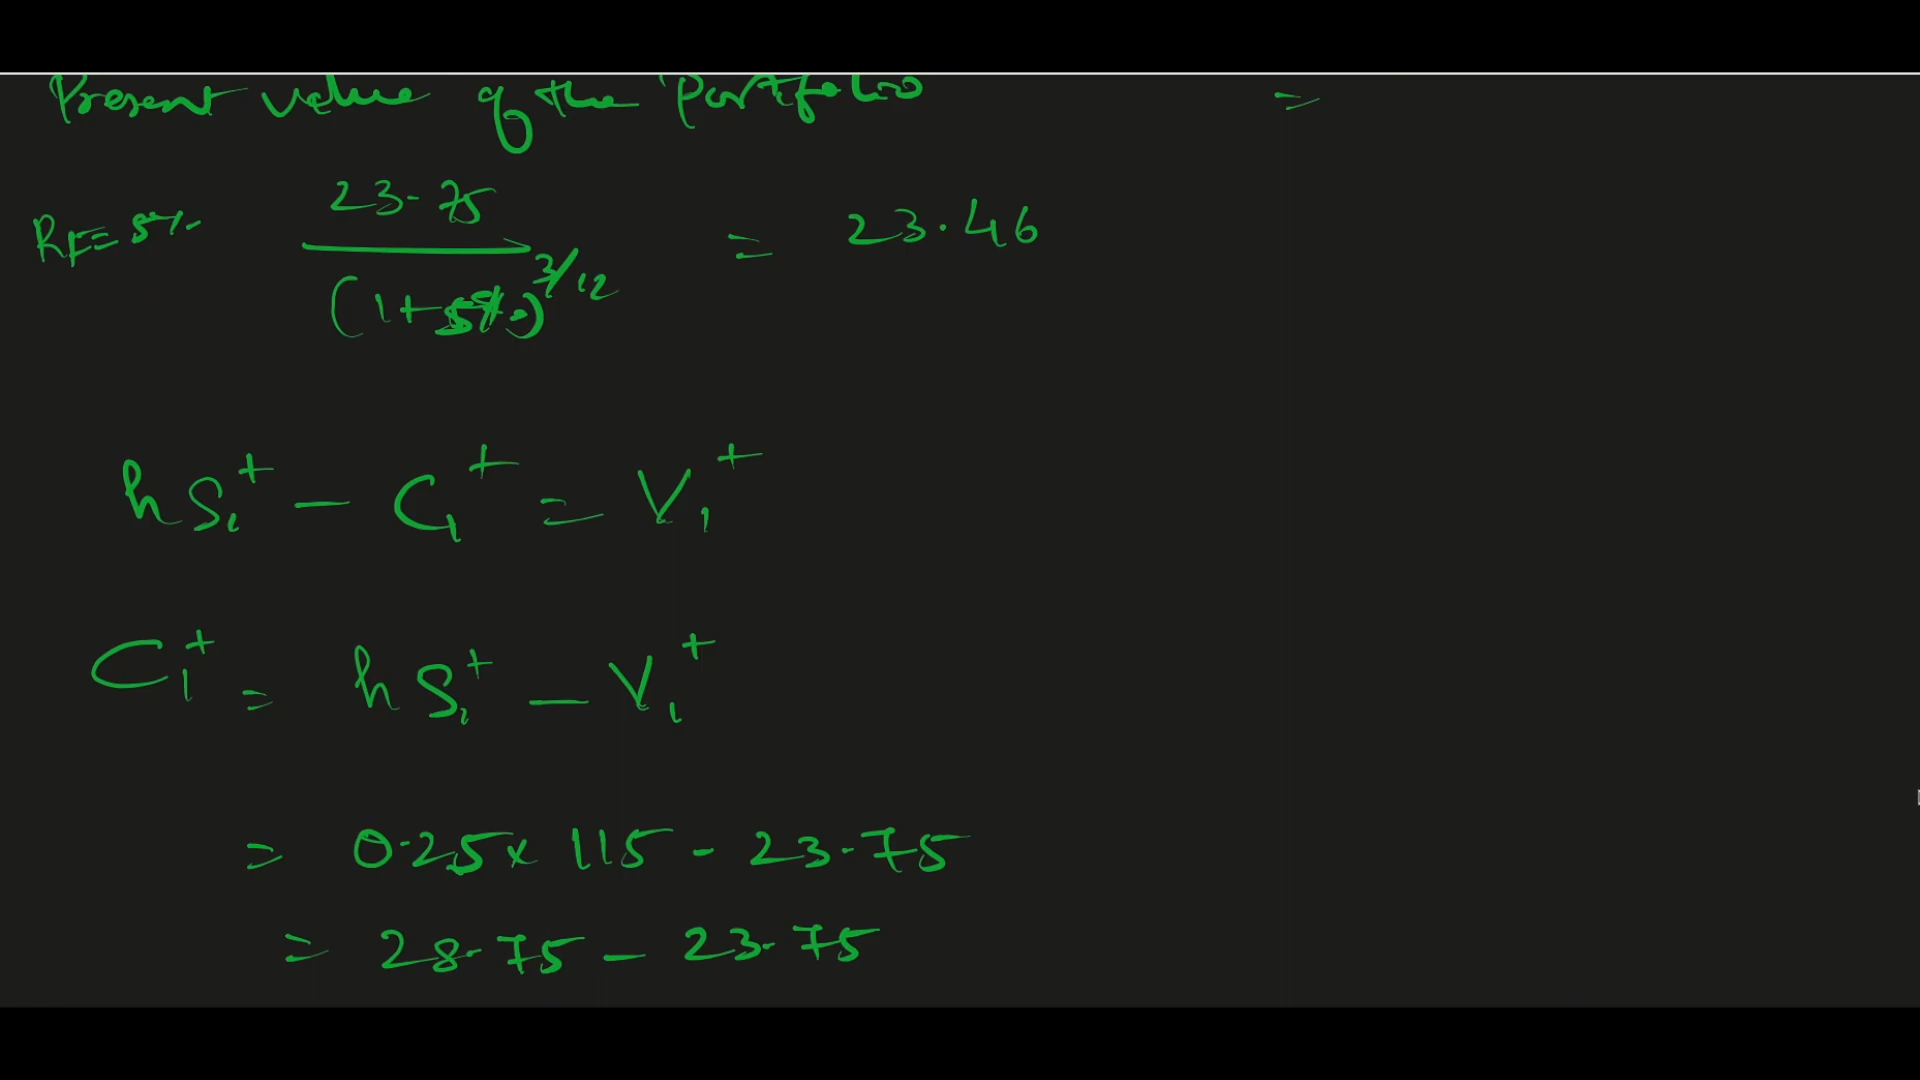 Present value of the Portfolio =
23.75
RF = 5% ――― = 23.46
(1+5%)^3/12
hS₁⁺ – C₁⁺ = V₁⁺
C₁⁺ = hS₁⁺ – V₁⁺
= 0.25 x 115 - 23.75
= 28.75 – 23.75